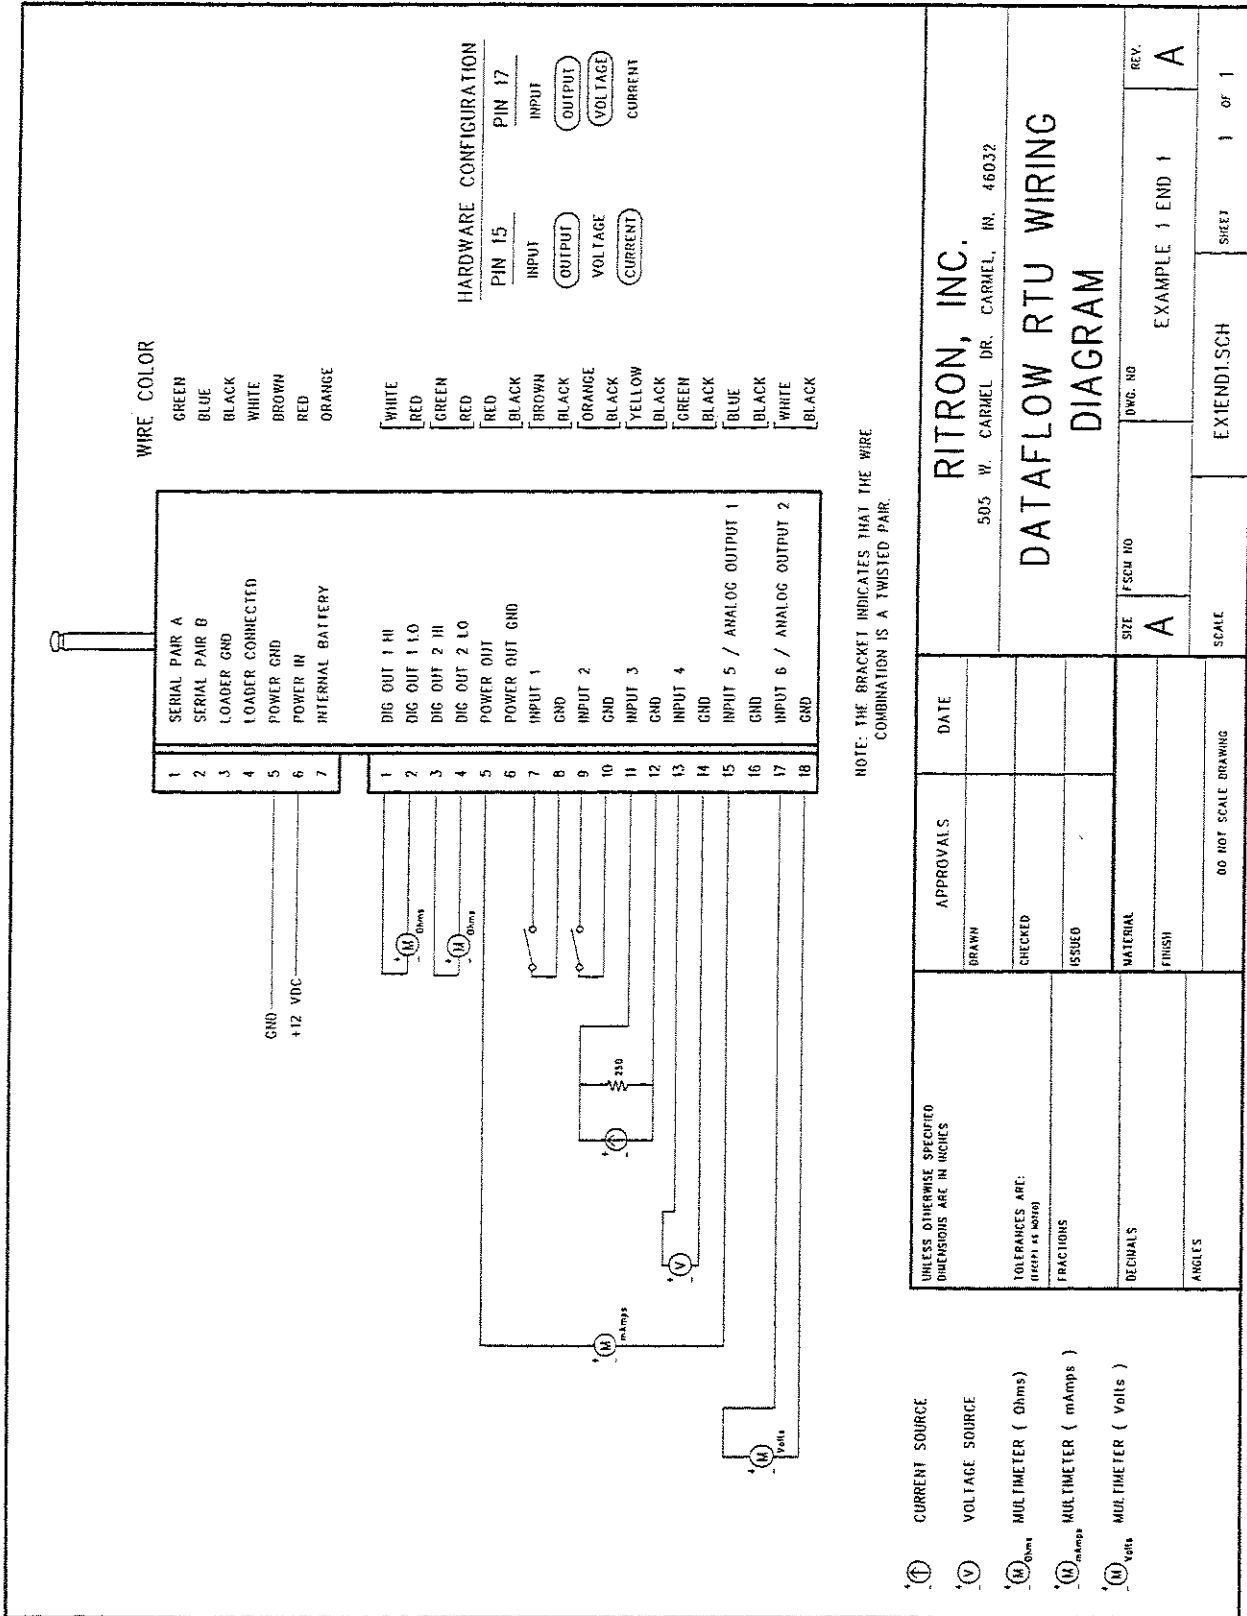 WIRE COLOR
GREEN
BLUE
BLACK
WHITE
BROWN
RED
ORANGE
WHITE
RED
GREEN
RED
RED
BLACK
BROWN
BLACK
ORANGE
BLACK
YELLOW
BLACK
GREEN
BLACK
BLUE
BLACK
WHITE
BLACK
HARDWARE CONFIGURATION
PIN 15 PIN 17
INPUT INPUT
OUTPUT OUTPUT
VOLTAGE VOLTAGE
CURRENT CURRENT
1 SERIAL PAIR A
2 SERIAL PAIR B
3 LOADER GND
4 LOADER CONNECTED
5 POWER GND
6 POWER IN
7 INTERNAL BATTERY
1 DIG OUT 1 HI
2 DIG OUT 1 LO
3 DIG OUT 2 HI
4 DIG OUT 2 LO
5 POWER OUT
6 POWER OUT GND
7 INPUT 1
8 GND
9 INPUT 2
10 GND
11 INPUT 3
12 GND
13 INPUT 4
14 GND
15 INPUT 5 / ANALOG OUTPUT 1
16 GND
17 INPUT 6 / ANALOG OUTPUT 2
18 GND
GND
+12 VDC
+ M - Ohms
+ M - Ohms
250
+ -
+ V -
+ M - mAmps
+ M - Volts
NOTE: THE BRACKET INDICATES THAT THE WIRE
COMBINATION IS A TWISTED PAIR.
+ - CURRENT SOURCE
+ V - VOLTAGE SOURCE
+ M - Ohms MULTIMETER ( Ohms)
+ M - mAmps MULTIMETER ( mAmps )
+ M - Volts MULTIMETER ( Volts )
UNLESS OTHERWISE SPECIFIED
DIMENSIONS ARE IN INCHES
TOLERANCES ARE:
(EXCEPT AS NOTED)
FRACTIONS
DECIMALS
ANGLES
APPROVALS DATE
DRAWN
CHECKED
ISSUED
MATERIAL
FINISH
DO NOT SCALE DRAWING
RITRON, INC.
505 W. CARMEL DR. CARMEL, IN. 46032
DATAFLOW RTU WIRING
DIAGRAM
SIZE A
FSCM NO
DWG. NO
EXAMPLE 1 END 1
REV. A
SCALE
EX1END1.SCH
SHEET 1 OF 1